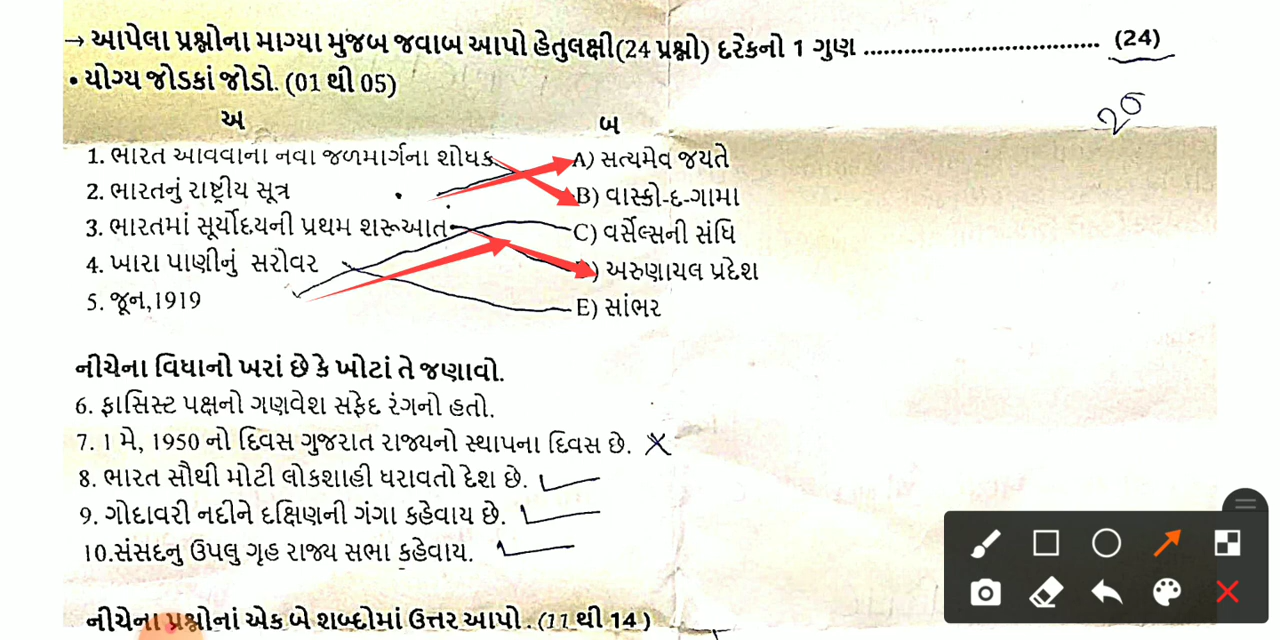 → આપેલા પ્રશ્નોના માગ્યા મુજબ જવાબ આપો હેતુલક્ષી(24 પ્રશ્નો) દરેકનો 1 ગુણ ................................ (24)
• યોગ્ય જોડકાં જોડો. (01 થી 05)
20
અ બ
1. ભારત આવવાના નવા જળમાર્ગના શોધક A) સત્યમેવ જયતે
2. ભારતનું રાષ્ટ્રીય સૂત્ર B) વાસ્કો-દ-ગામા
3. ભારતમાં સૂર્યોદયની પ્રથમ શરૂઆત C) વર્સેલ્સની સંધિ
4. ખારા પાણીનું સરોવર D) અરુણાચલ પ્રદેશ
5. જૂન,1919 E) સાંભર
નીચેના વિધાનો ખરાં છે કે ખોટાં તે જણાવો.
6. ફાસિસ્ટ પક્ષનો ગણવેશ સફેદ રંગનો હતો.
7. 1 મે, 1950 નો દિવસ ગુજરાત રાજ્યનો સ્થાપના દિવસ છે.
8. ભારત સૌથી મોટી લોકશાહી ધરાવતો દેશ છે.
9. ગોદાવરી નદીને દક્ષિણની ગંગા કહેવાય છે.
10.સંસદનુ ઉપલુ ગૃહ રાજ્ય સભા કહેવાય.
નીચેના પ્રશ્નોનાં એક બે શબ્દોમાં ઉત્તર આપો . (11 થી 14 )